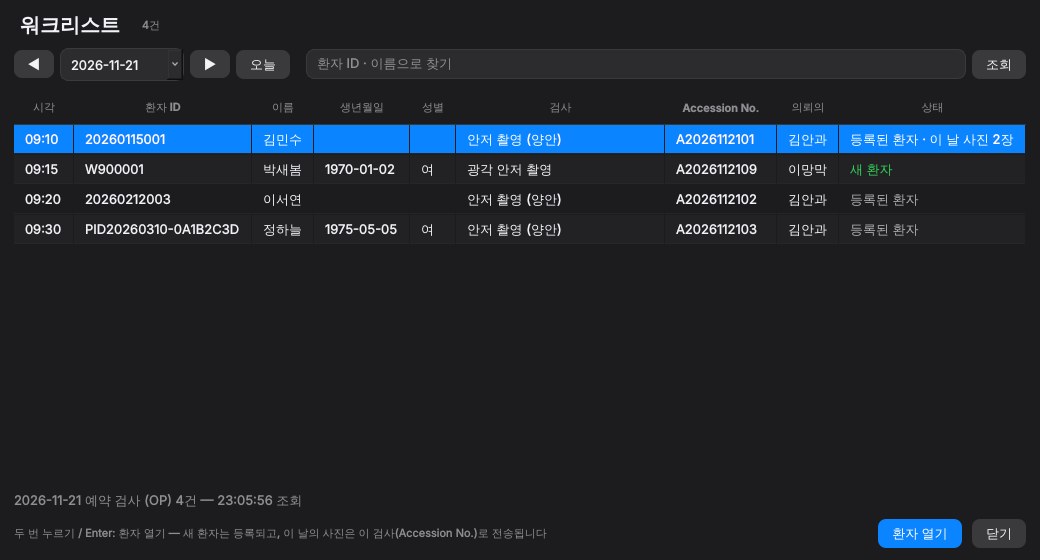 워크리스트 4건
◀ 2026-11-21 ▶ 오늘 환자 ID · 이름으로 찾기 조회
시각 환자 ID 이름 생년월일 성별 검사 Accession No. 의뢰의 상태
09:10 20260115001 김민수 안저 촬영 (양안) A2026112101 김안과 등록된 환자 · 이 날 사진 2장
09:15 W900001 박새봄 1970-01-02 여 광각 안저 촬영 A2026112109 이망막 새 환자
09:20 20260212003 이서연 안저 촬영 (양안) A2026112102 김안과 등록된 환자
09:30 PID20260310-0A1B2C3D 정하늘 1975-05-05 여 안저 촬영 (양안) A2026112103 김안과 등록된 환자
2026-11-21 예약 검사 (OP) 4건 — 23:05:56 조회
두 번 누르기 / Enter: 환자 열기 — 새 환자는 등록되고, 이 날의 사진은 이 검사(Accession No.)로 전송됩니다 환자 열기 닫기